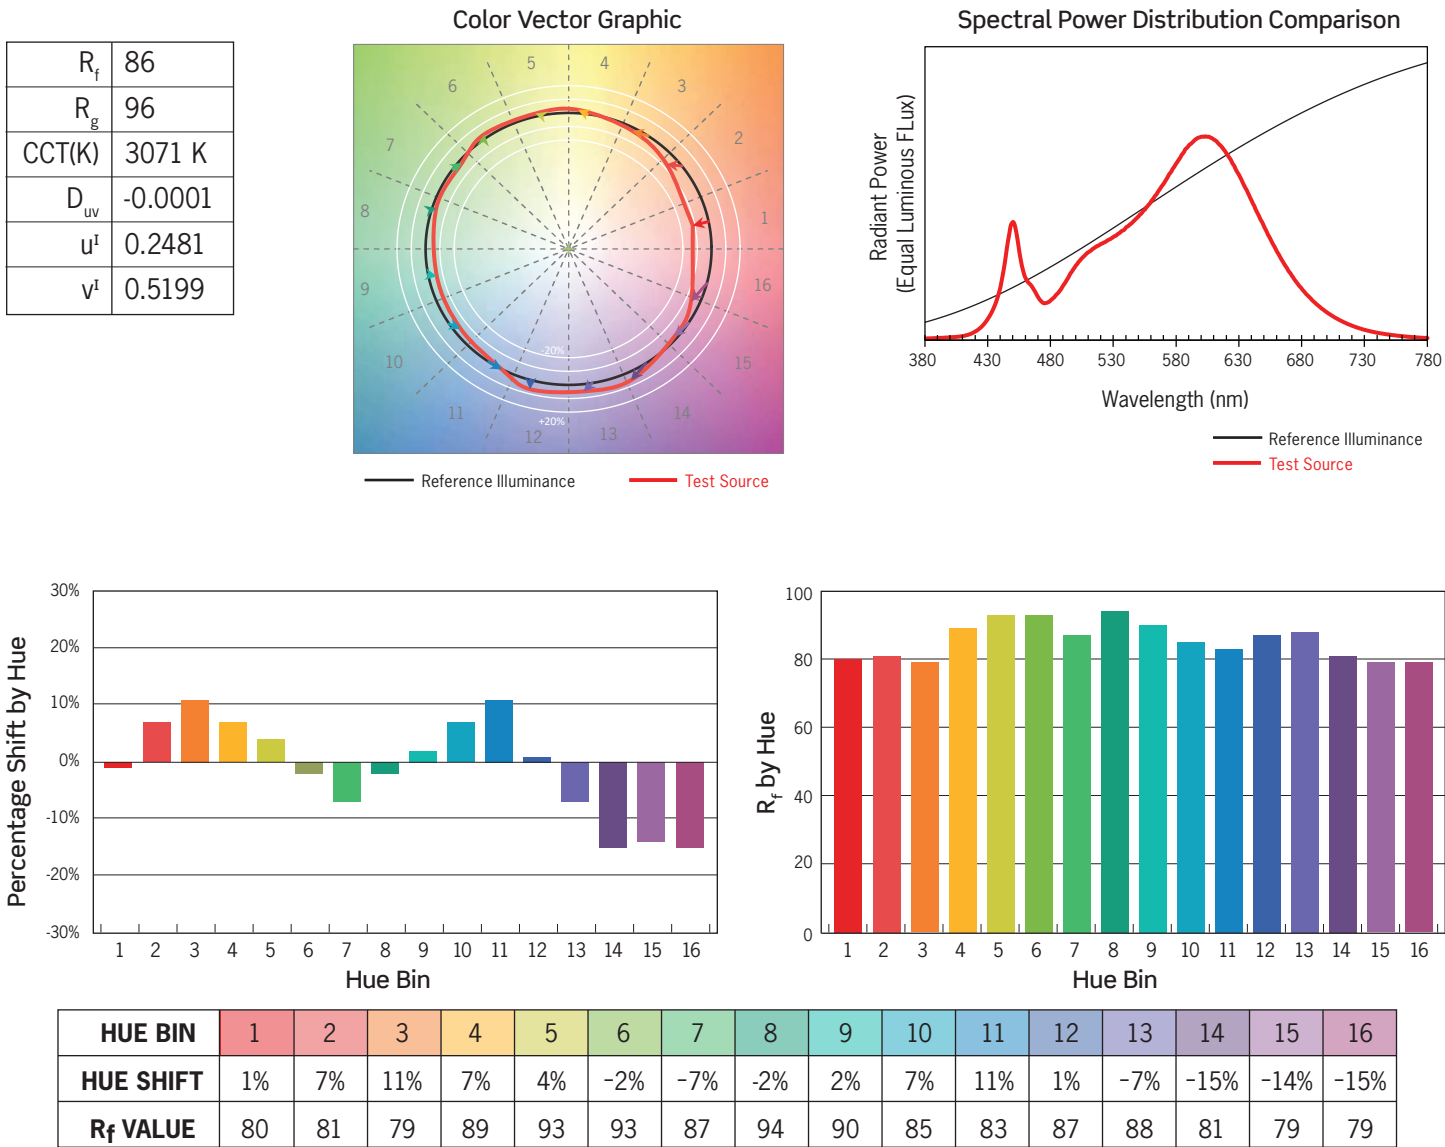 Color Vector Graphic
Spectral Power Distribution Comparison
Rf 86
Rg 96
CCT(K) 3071 K
Duv -0.0001
uI 0.2481
vI 0.5199
1
2
3
4
5
6
7
8
9
10
11
12
13
14
15
16
-20%
+20%
Reference Illuminance
Test Source
Radiant Power
(Equal Luminous FLux)
380 430 480 530 580 630 680 730 780
Wavelength (nm)
Reference Illuminance
Test Source
Percentage Shift by Hue
30%
20%
10%
0%
-10%
-20%
-30%
1 2 3 4 5 6 7 8 9 10 11 12 13 14 15 16
Hue Bin
Rf by Hue
100
80
60
40
20
0
1 2 3 4 5 6 7 8 9 10 11 12 13 14 15 16
Hue Bin
HUE BIN 1 2 3 4 5 6 7 8 9 10 11 12 13 14 15 16
HUE SHIFT 1% 7% 11% 7% 4% −2% −7% -2% 2% 7% 11% 1% −7% −15% −14% −15%
Rf VALUE 80 81 79 89 93 93 87 94 90 85 83 87 88 81 79 79